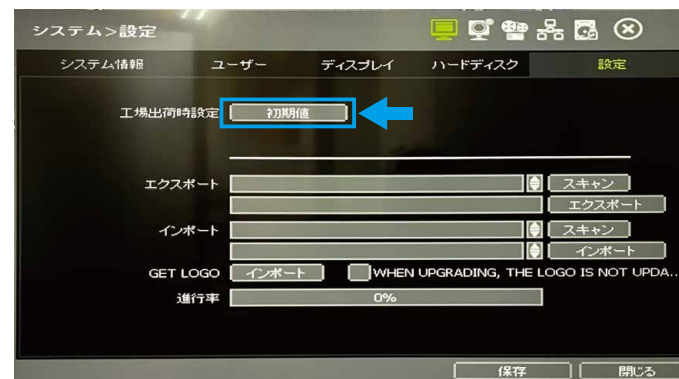 システム>設定
システム情報 ユーザー ディスプレイ ハードディスク 設定
工場出荷時設定 初期値
エクスポート スキャン
エクスポート
インポート スキャン
インポート
GET LOGO インポート WHEN UPGRADING, THE LOGO IS NOT UPDA..
進行率 0%
保存 閉じる